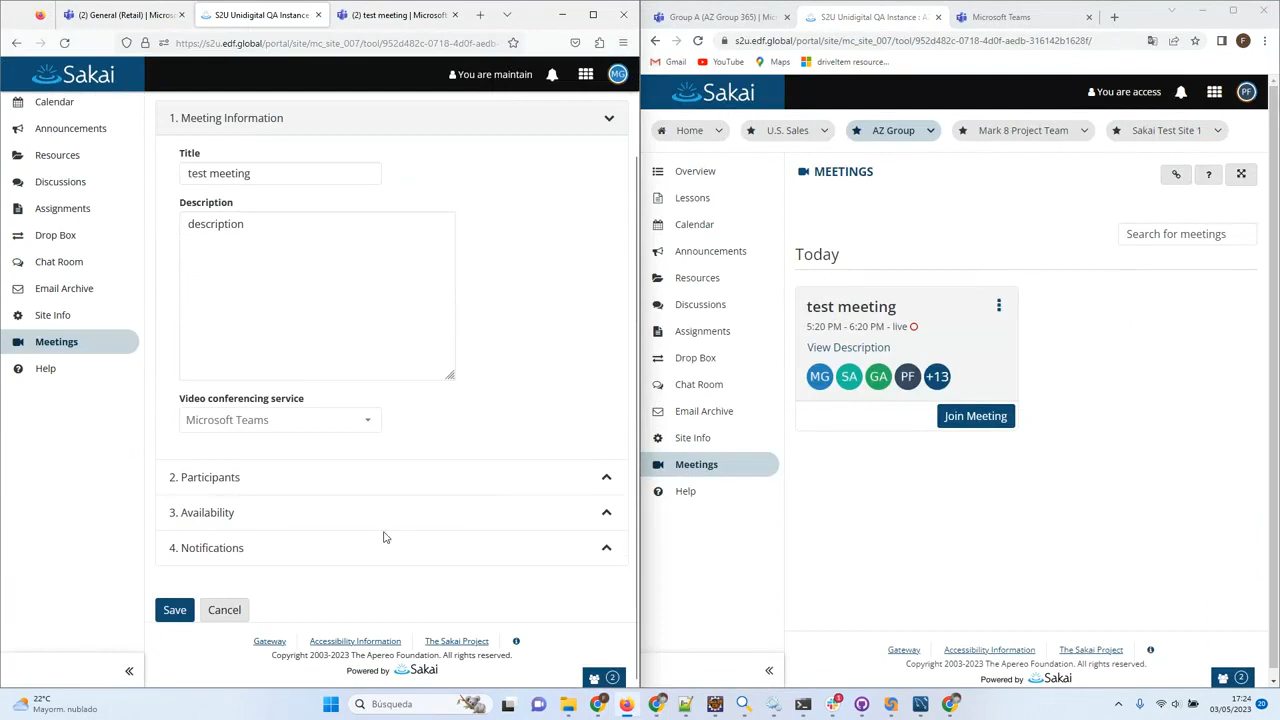 (2) General (Retail) | Microsoft
S2U Unidigital QA Instance
(2) test meeting | Microsoft
https://s2u.edf.global/portal/site/mc_site_007/tool/952d482c-0718-4d0f-aedb-
Sakai
You are maintain
MG
Calendar
Announcements
Resources
Discussions
Assignments
Drop Box
Chat Room
Email Archive
Site Info
Meetings
Help
1. Meeting Information
Title
test meeting
Description
description
Video conferencing service
Microsoft Teams
2. Participants
3. Availability
4. Notifications
Save
Cancel
Gateway
Accessibility Information
The Sakai Project
Copyright 2003-2023 The Apereo Foundation. All rights reserved.
Powered by Sakai
2
Group A (AZ Group 365) | Mic
S2U Unidigital QA Instance : A
Microsoft Teams
s2u.edf.global/portal/site/mc_site_007/tool/952d482c-0718-4d0f-aedb-316142b1628f/
F
Gmail
YouTube
Maps
driveItem resource...
Sakai
You are access
PF
Home
U.S. Sales
AZ Group
Mark 8 Project Team
Sakai Test Site 1
Overview
Lessons
Calendar
Announcements
Resources
Discussions
Assignments
Drop Box
Chat Room
Email Archive
Site Info
Meetings
Help
MEETINGS
?
Search for meetings
Today
test meeting
5:20 PM - 6:20 PM - live
View Description
MG SA GA PF +13
Join Meeting
Gateway
Accessibility Information
The Sakai Project
Copyright 2003-2023 The Apereo Foundation. All rights reserved.
Powered by Sakai
2
22°C
Mayorm. nublado
Búsqueda
17:24
03/05/2023
20